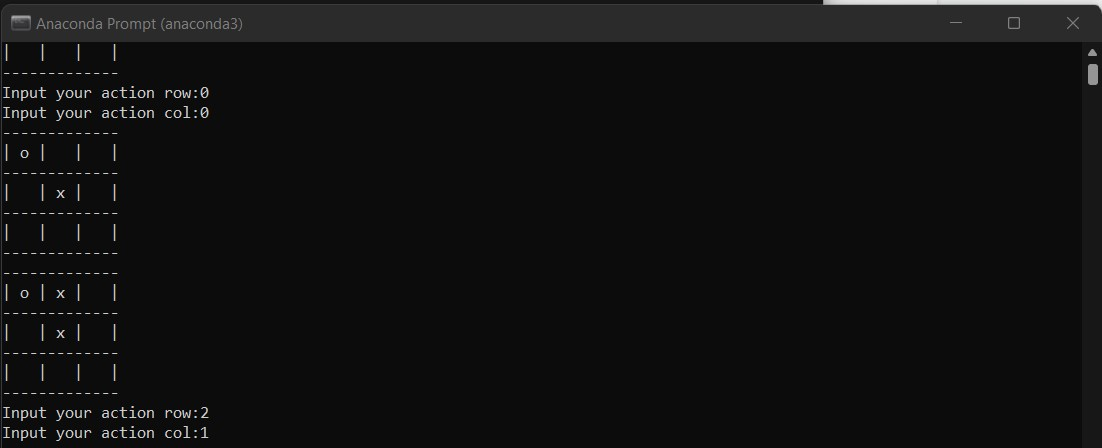 Anaconda Prompt (anaconda3)
|   |   |   |
-------------
Input your action row:0
Input your action col:0
-------------
| o |   |   |
-------------
|   | x |   |
-------------
|   |   |   |
-------------
-------------
| o | x |   |
-------------
|   | x |   |
-------------
|   |   |   |
-------------
Input your action row:2
Input your action col:1